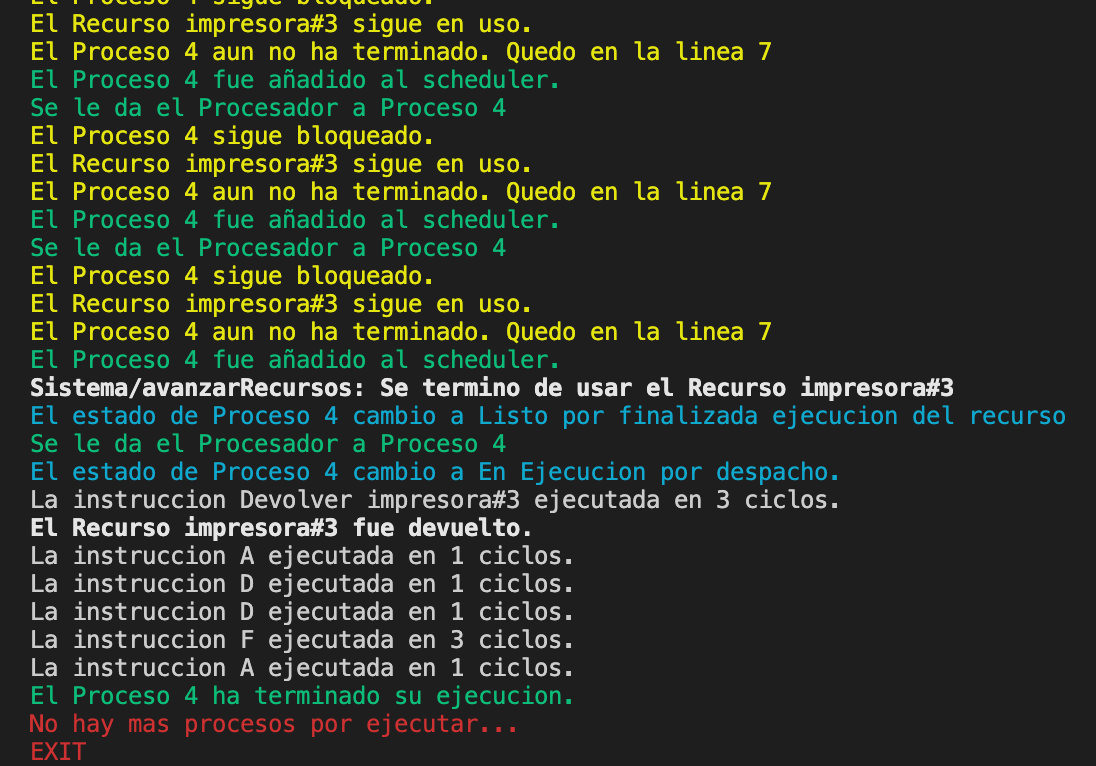 El Proceso 4 sigue bloqueado.
El Recurso impresora#3 sigue en uso.
El Proceso 4 aun no ha terminado. Quedo en la linea 7
El Proceso 4 fue añadido al scheduler.
Se le da el Procesador a Proceso 4
El Proceso 4 sigue bloqueado.
El Recurso impresora#3 sigue en uso.
El Proceso 4 aun no ha terminado. Quedo en la linea 7
El Proceso 4 fue añadido al scheduler.
Se le da el Procesador a Proceso 4
El Proceso 4 sigue bloqueado.
El Recurso impresora#3 sigue en uso.
El Proceso 4 aun no ha terminado. Quedo en la linea 7
El Proceso 4 fue añadido al scheduler.
Sistema/avanzarRecursos: Se termino de usar el Recurso impresora#3
El estado de Proceso 4 cambio a Listo por finalizada ejecucion del recurso
Se le da el Procesador a Proceso 4
El estado de Proceso 4 cambio a En Ejecucion por despacho.
La instruccion Devolver impresora#3 ejecutada en 3 ciclos.
El Recurso impresora#3 fue devuelto.
La instruccion A ejecutada en 1 ciclos.
La instruccion D ejecutada en 1 ciclos.
La instruccion D ejecutada en 1 ciclos.
La instruccion F ejecutada en 3 ciclos.
La instruccion A ejecutada en 1 ciclos.
El Proceso 4 ha terminado su ejecucion.
No hay mas procesos por ejecutar...
EXIT